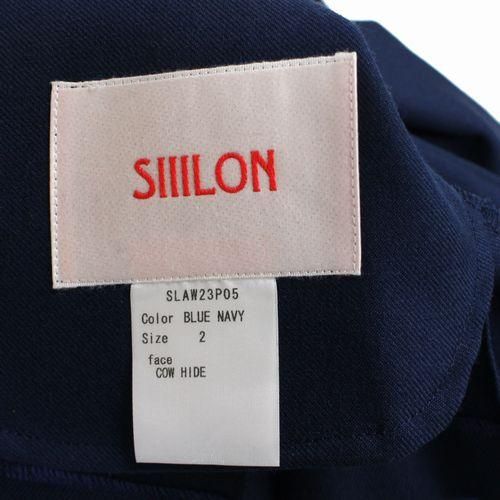 SIIILON
SLAW23P05
Color BLUE NAVY
Size 2
face
COW HIDE